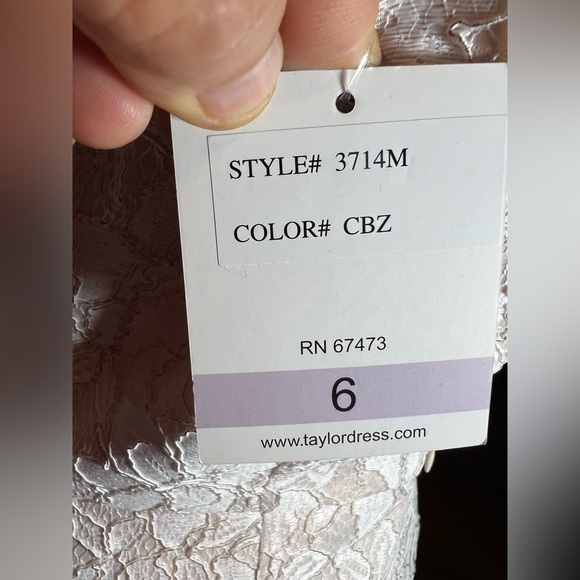 STYLE# 3714M
COLOR# CBZ
RN 67473
6
www.taylordress.com